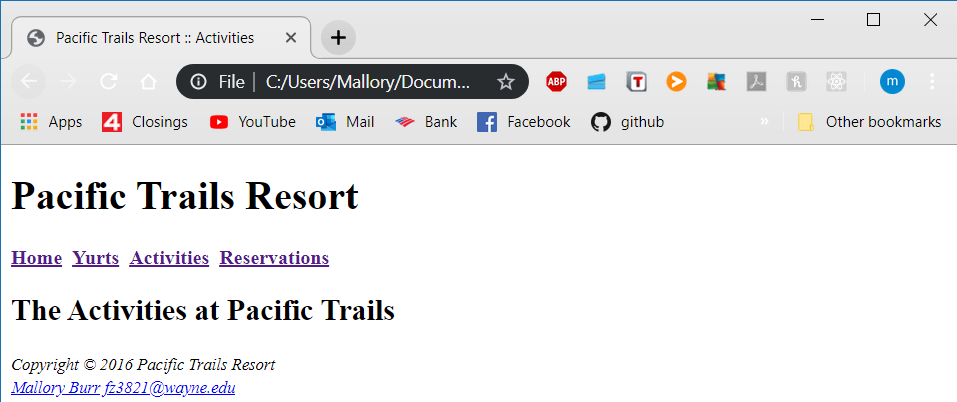 Pacific Trails Resort :: Activities
File | C:/Users/Mallory/Docum...
ABP T m
Apps 4 Closings YouTube Mail Bank Facebook github » Other bookmarks
Pacific Trails Resort
Home Yurts Activities Reservations
The Activities at Pacific Trails
Copyright © 2016 Pacific Trails Resort
Mallory Burr fz3821@wayne.edu